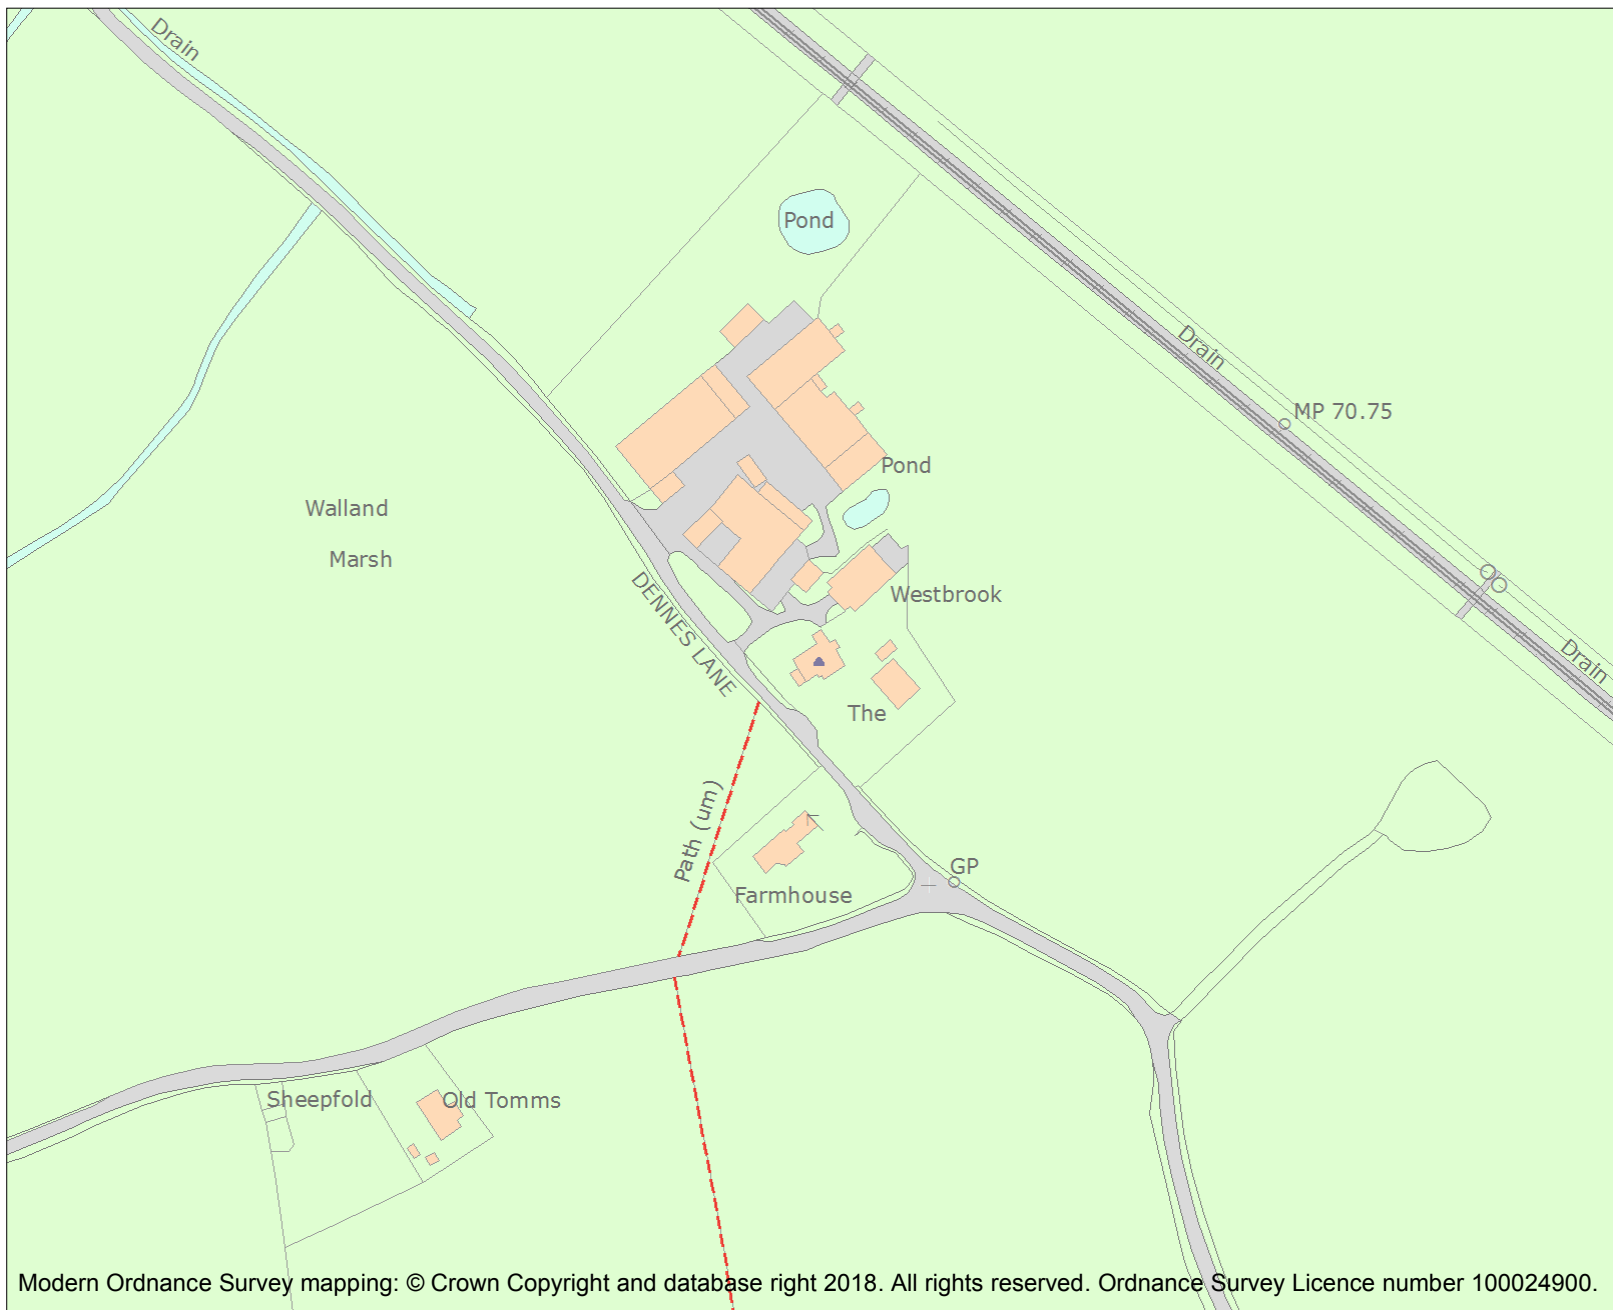 Drain
Pond
Drain
MP 70.75
Pond
Walland
Marsh
DENNES LANE
Westbrook
Drain
The
Path (um)
GP
Farmhouse
Sheepfold
Old Tomms
Modern Ordnance Survey mapping: © Crown Copyright and database right 2018. All rights reserved. Ordnance Survey Licence number 100024900.